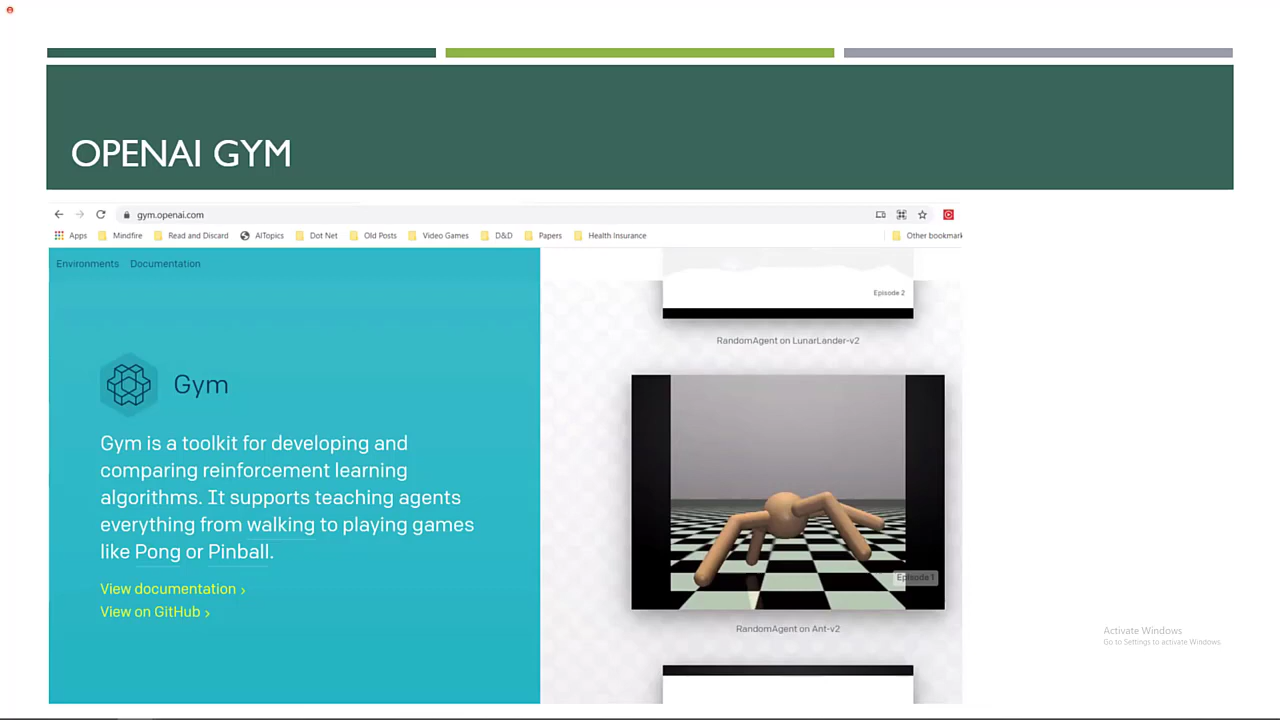 OPENAI GYM
gym.openai.com
Apps Mindfire Read and Discard AITopics Dot Net Old Posts Video Games D&D Papers Health Insurance Other bookmark
Environments Documentation
Episode 2
RandomAgent on LunarLander-v2
Gym
Gym is a toolkit for developing and
comparing reinforcement learning
algorithms. It supports teaching agents
everything from walking to playing games
like Pong or Pinball.
View documentation ›
View on GitHub ›
Episode 1
RandomAgent on Ant-v2
Activate Windows
Go to Settings to activate Windows.